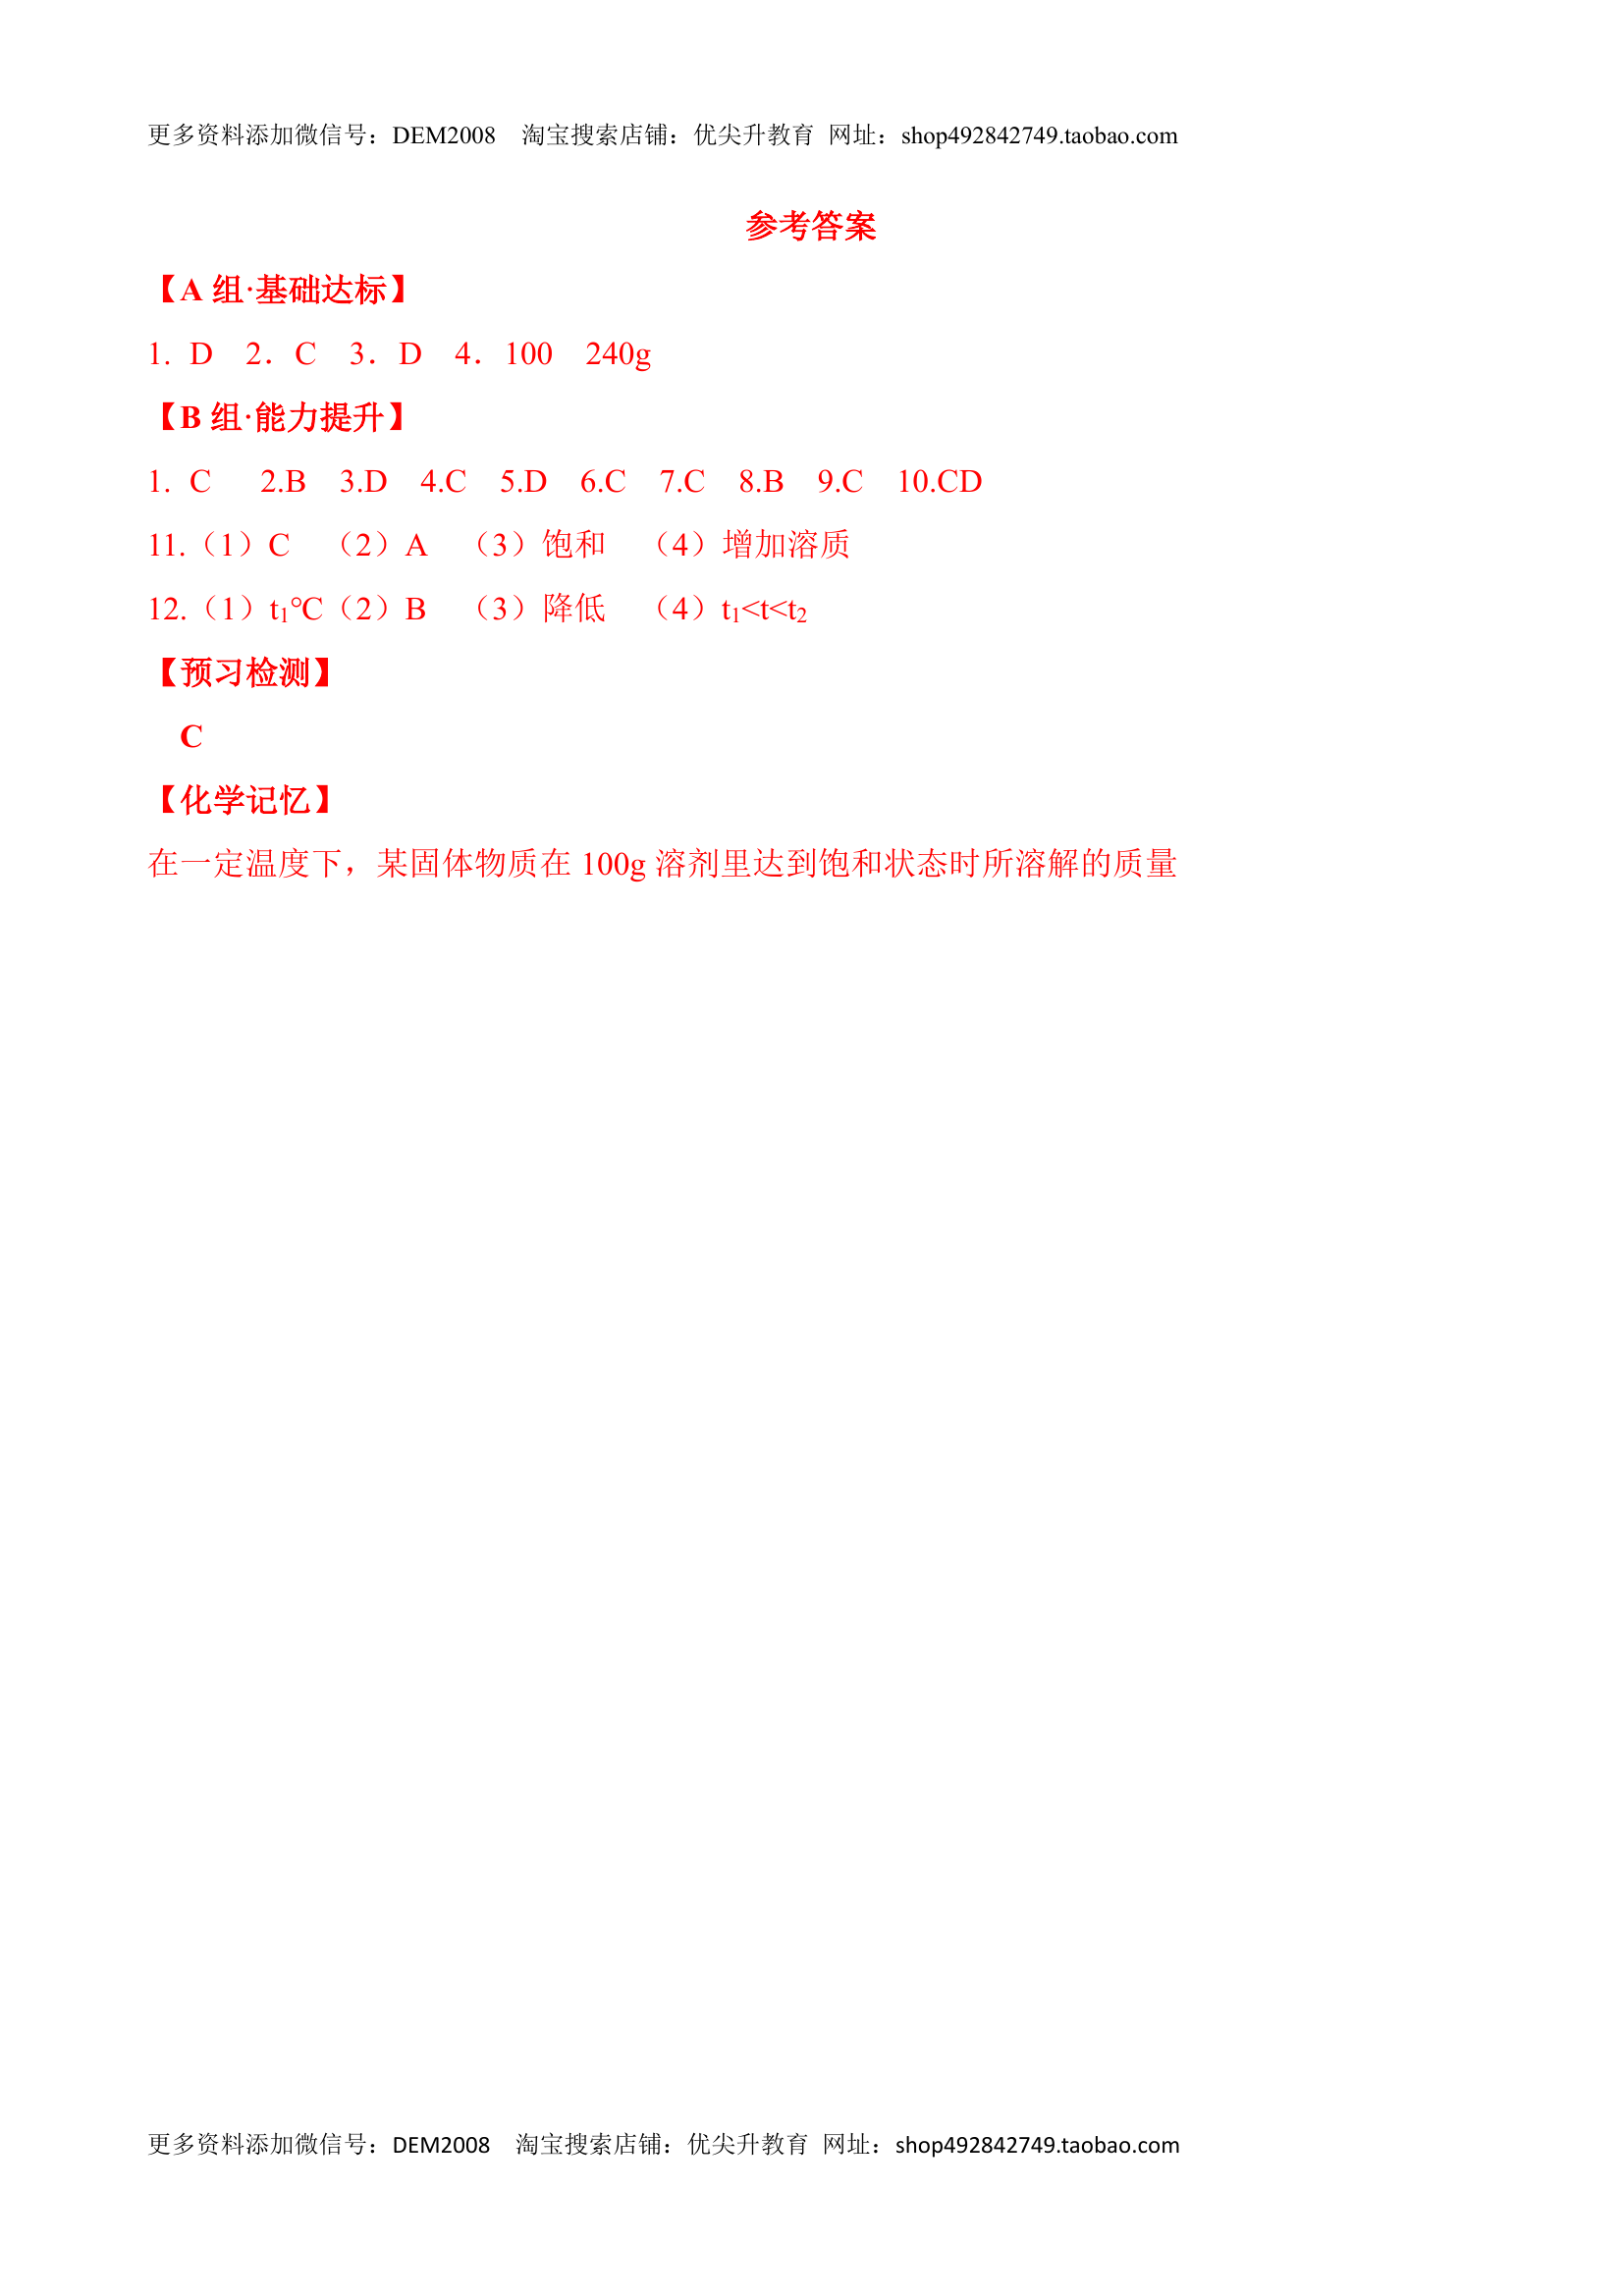 更多资料添加微信号：DEM2008 淘宝搜索店铺：优尖升教育 网址：shop492842749.taobao.com
参考答案
【A 组·基础达标】
1. D 2．C 3．D 4．100 240g
【B 组·能力提升】
1. C 2.B 3.D 4.C 5.D 6.C 7.C 8.B 9.C 10.CD
11.（1）C （2）A （3）饱和 （4）增加溶质
12.（1）t₁℃（2）B （3）降低 （4）t₁<t<t₂
【预习检测】
C
【化学记忆】
在一定温度下，某固体物质在 100g 溶剂里达到饱和状态时所溶解的质量
更多资料添加微信号：DEM2008 淘宝搜索店铺：优尖升教育 网址：shop492842749.taobao.com